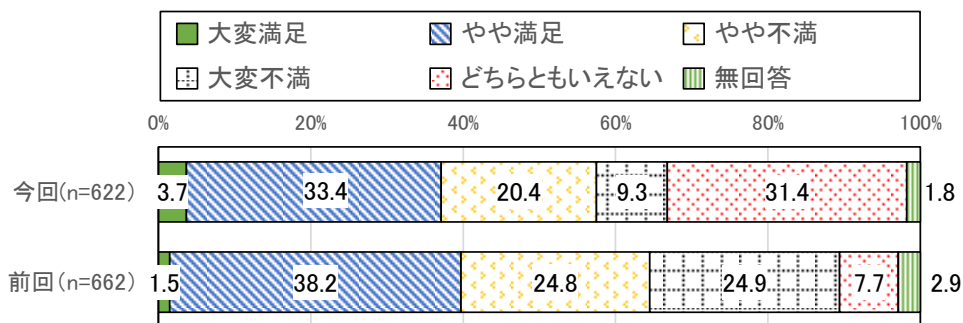 大変満足 やや満足 やや不満
大変不満 どちらともいえない 無回答
0% 20% 40% 60% 80% 100%
今回(n=622) 3.7 33.4 20.4 9.3 31.4 1.8
前回(n=662) 1.5 38.2 24.8 24.9 7.7 2.9